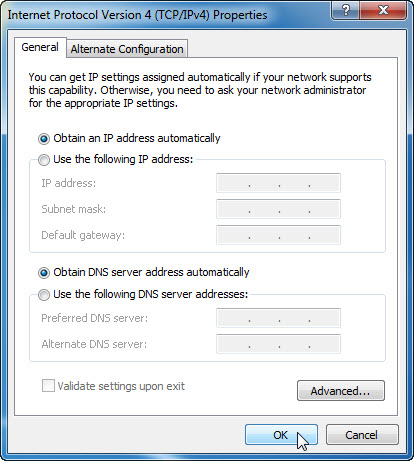 Internet Protocol Version 4 (TCP/IPv4) Properties
General Alternate Configuration
You can get IP settings assigned automatically if your network supports
this capability. Otherwise, you need to ask your network administrator
for the appropriate IP settings.
Obtain an IP address automatically
Use the following IP address:
IP address: . . .
Subnet mask: . . .
Default gateway: . . .
Obtain DNS server address automatically
Use the following DNS server addresses:
Preferred DNS server: . . .
Alternate DNS server: . . .
Validate settings upon exit
Advanced...
OK Cancel